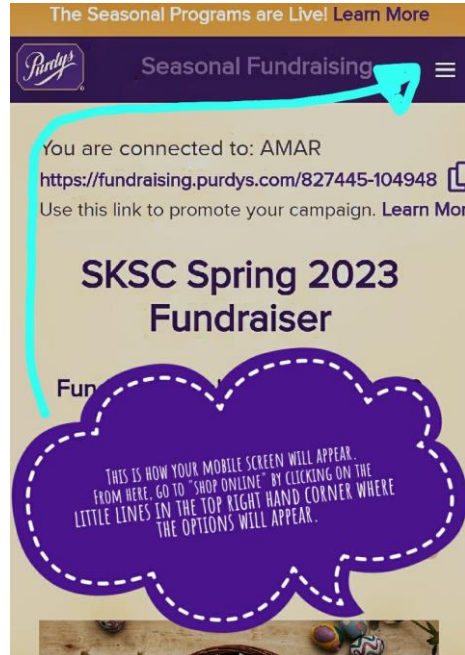 The Seasonal Programs are Live! Learn More
Purdys
Seasonal Fundraising
You are connected to: AMAR
https://fundraising.purdys.com/827445-104948
Use this link to promote your campaign. Learn Mor
SKSC Spring 2023
Fundraiser
Fun
THIS IS HOW YOUR MOBILE SCREEN WILL APPEAR.
FROM HERE, GO TO "SHOP ONLINE" BY CLICKING ON THE
LITTLE LINES IN THE TOP RIGHT HAND CORNER WHERE
THE OPTIONS WILL APPEAR.